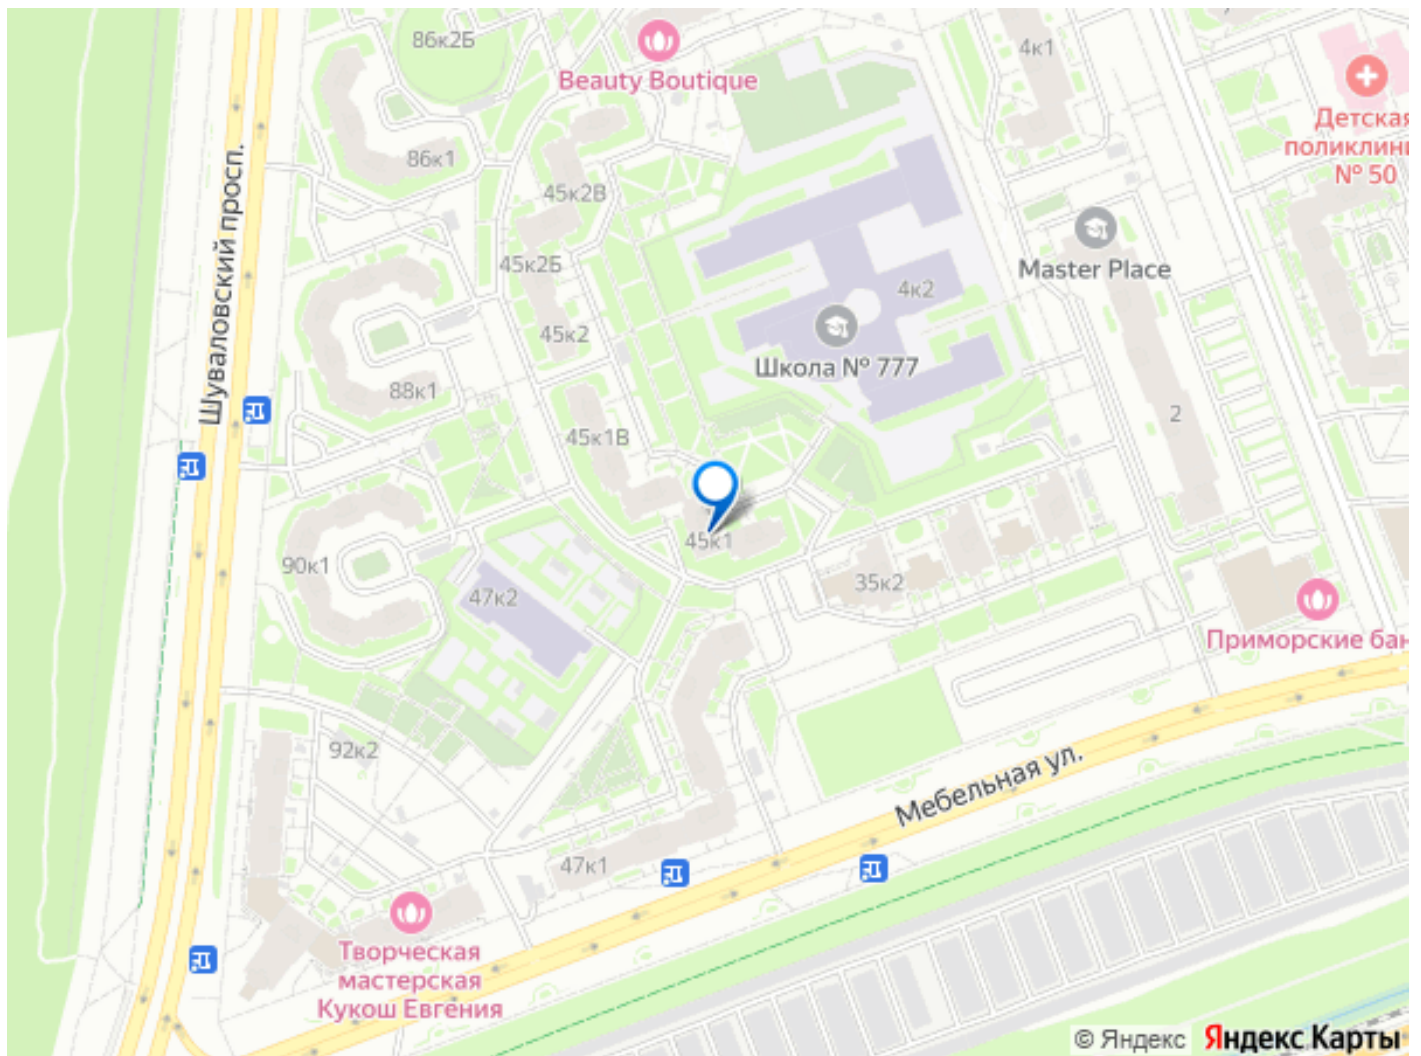 86к2Б
Beauty Boutique
4к1
Детская
поликлини
№ 50
86к1
45к2В
Шуваловский просп.
45к2Б
4к2
Master Place
45к2
Школа № 777
88к1
45к1В
2
45к1
90к1
47к2
35к2
Приморские бан
92к2
Мебельная ул.
47к1
Творческая
мастерская
Кукош Евгения
© Яндекс Яндекс Карты